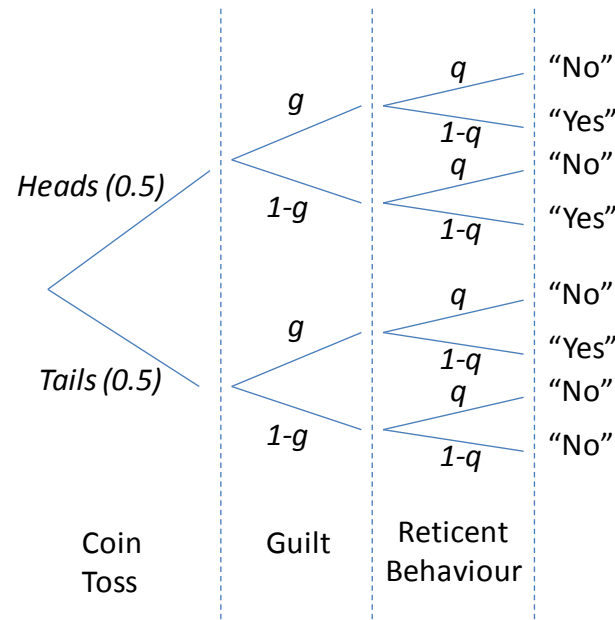 q
“No”
g
“Yes”
1-q
q
“No”
Heads (0.5)
1-g
“Yes”
1-q
q
“No”
g
“Yes”
1-q
Tails (0.5)
q
“No”
1-g
“No”
1-q
Coin
Toss
Guilt
Reticent
Behaviour